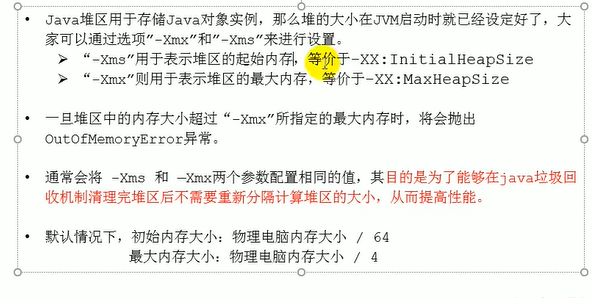 Java堆区用于存储Java对象实例，那么堆的大小在JVM启动时就已经设定好了，大
家可以通过选项”-Xmx”和”-Xms”来进行设置。
“-Xms”用于表示堆区的起始内存，等价于-XX:InitialHeapSize
“-Xmx”则用于表示堆区的最大内存，等价于-XX:MaxHeapSize
一旦堆区中的内存大小超过“-Xmx”所指定的最大内存时，将会抛出
OutOfMemoryError异常。
通常会将 -Xms 和 –Xmx两个参数配置相同的值，其目的是为了能够在java垃圾回
收机制清理完堆区后不需要重新分隔计算堆区的大小，从而提高性能。
默认情况下，初始内存大小：物理电脑内存大小 / 64
最大内存大小：物理电脑内存大小 / 4